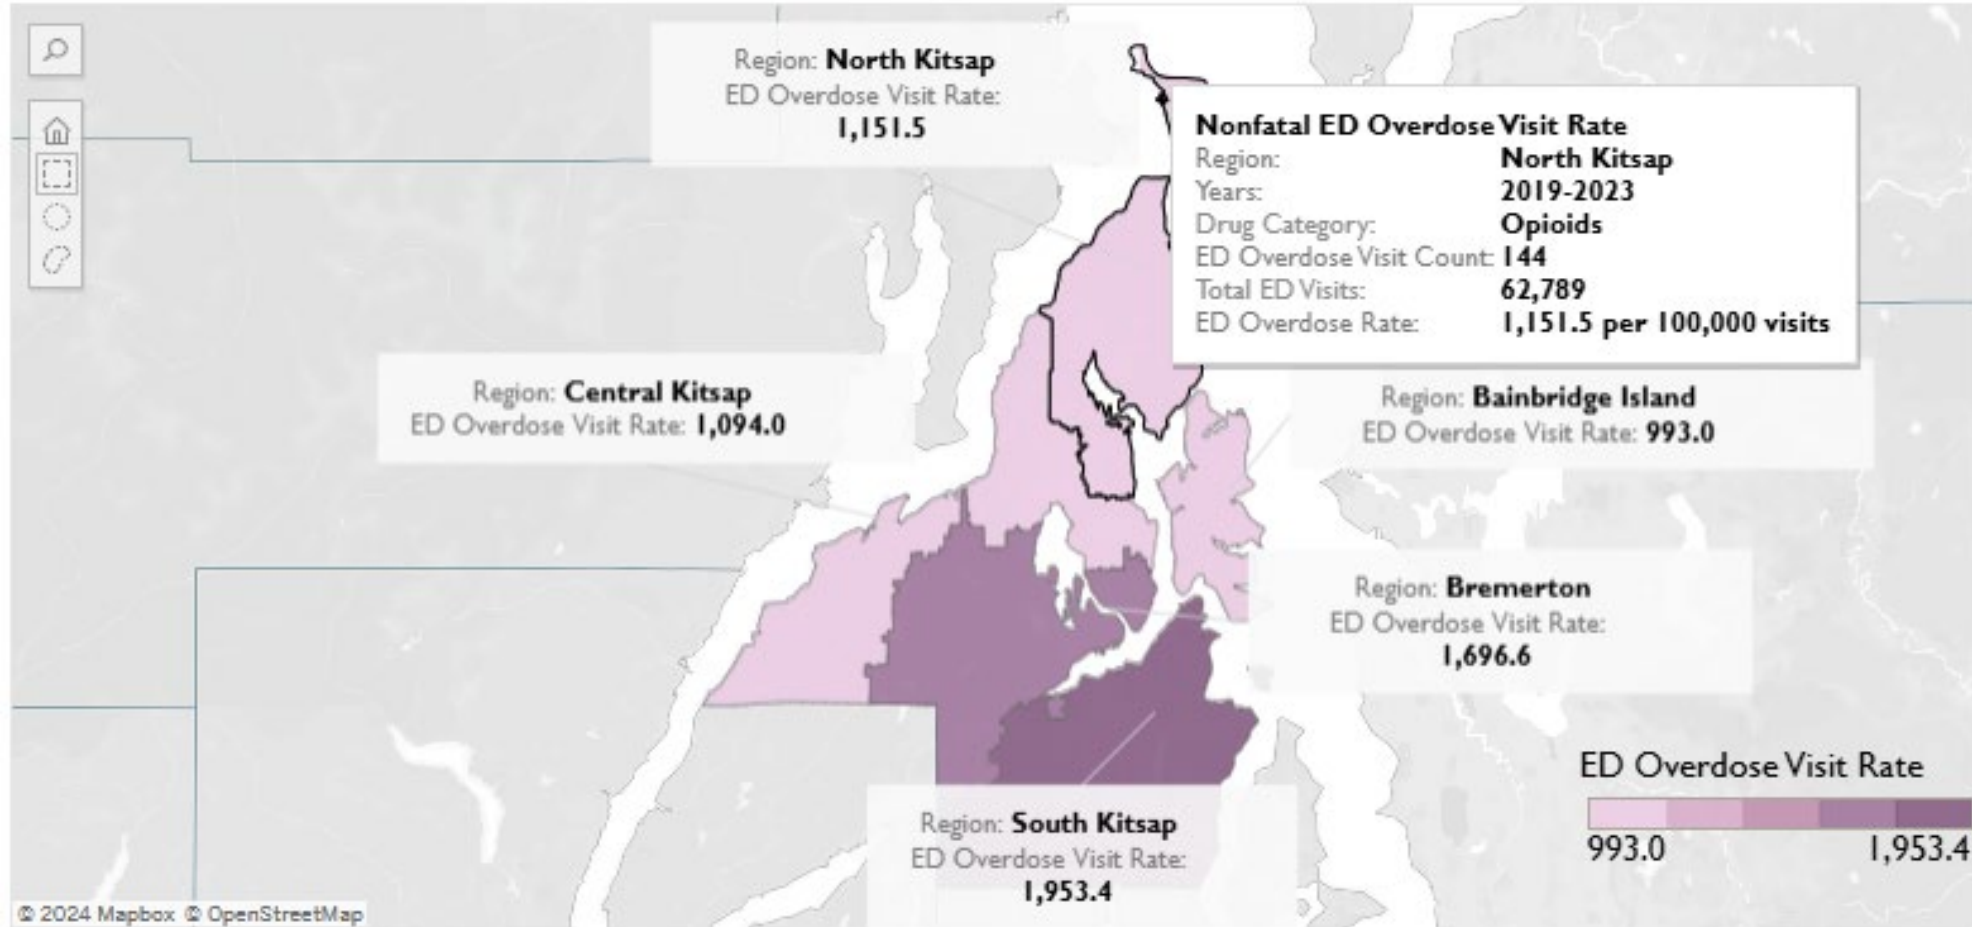 Region: North Kitsap
ED Overdose Visit Rate:
1,151.5
Nonfatal ED Overdose Visit Rate
Region: North Kitsap
Years: 2019-2023
Drug Category: Opioids
ED Overdose Visit Count: 144
Total ED Visits: 62,789
ED Overdose Rate: 1,151.5 per 100,000 visits
Region: Central Kitsap
ED Overdose Visit Rate: 1,094.0
Region: Bainbridge Island
ED Overdose Visit Rate: 993.0
Region: Bremerton
ED Overdose Visit Rate:
1,696.6
Region: South Kitsap
ED Overdose Visit Rate:
1,953.4
ED Overdose Visit Rate
993.0 1,953.4
© 2024 Mapbox © OpenStreetMap